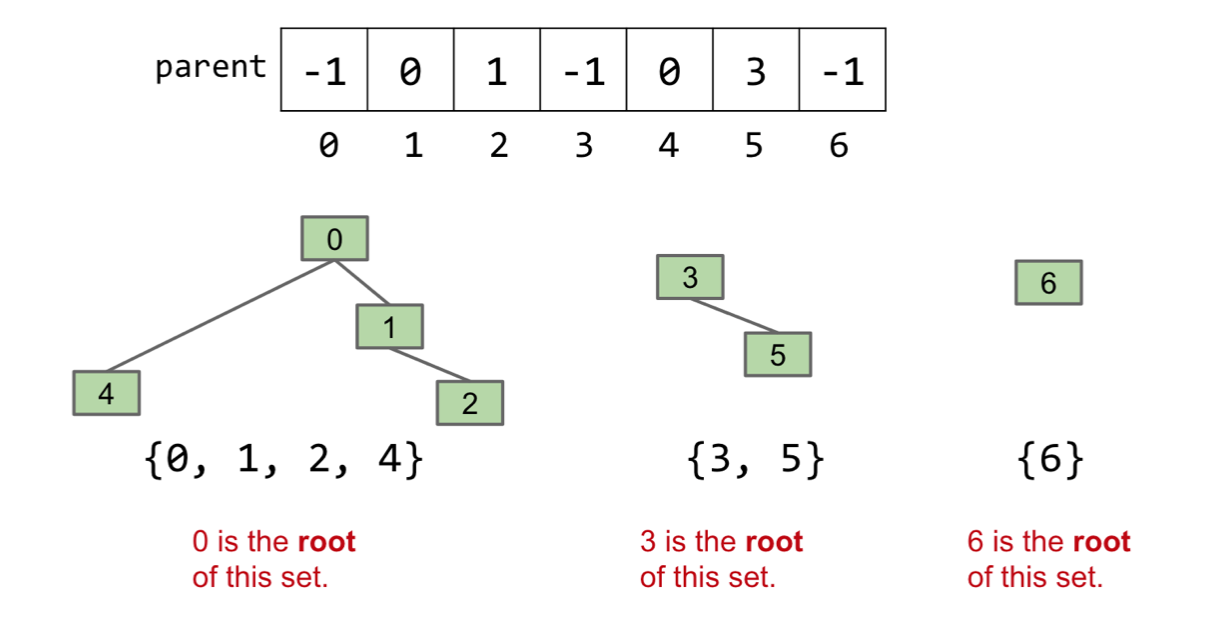 parent -1 0 1 -1 0 3 -1
0 1 2 3 4 5 6
0
3
6
1
5
4
2
{0, 1, 2, 4} {3, 5} {6}
0 is the root
of this set.
3 is the root
of this set.
6 is the root
of this set.